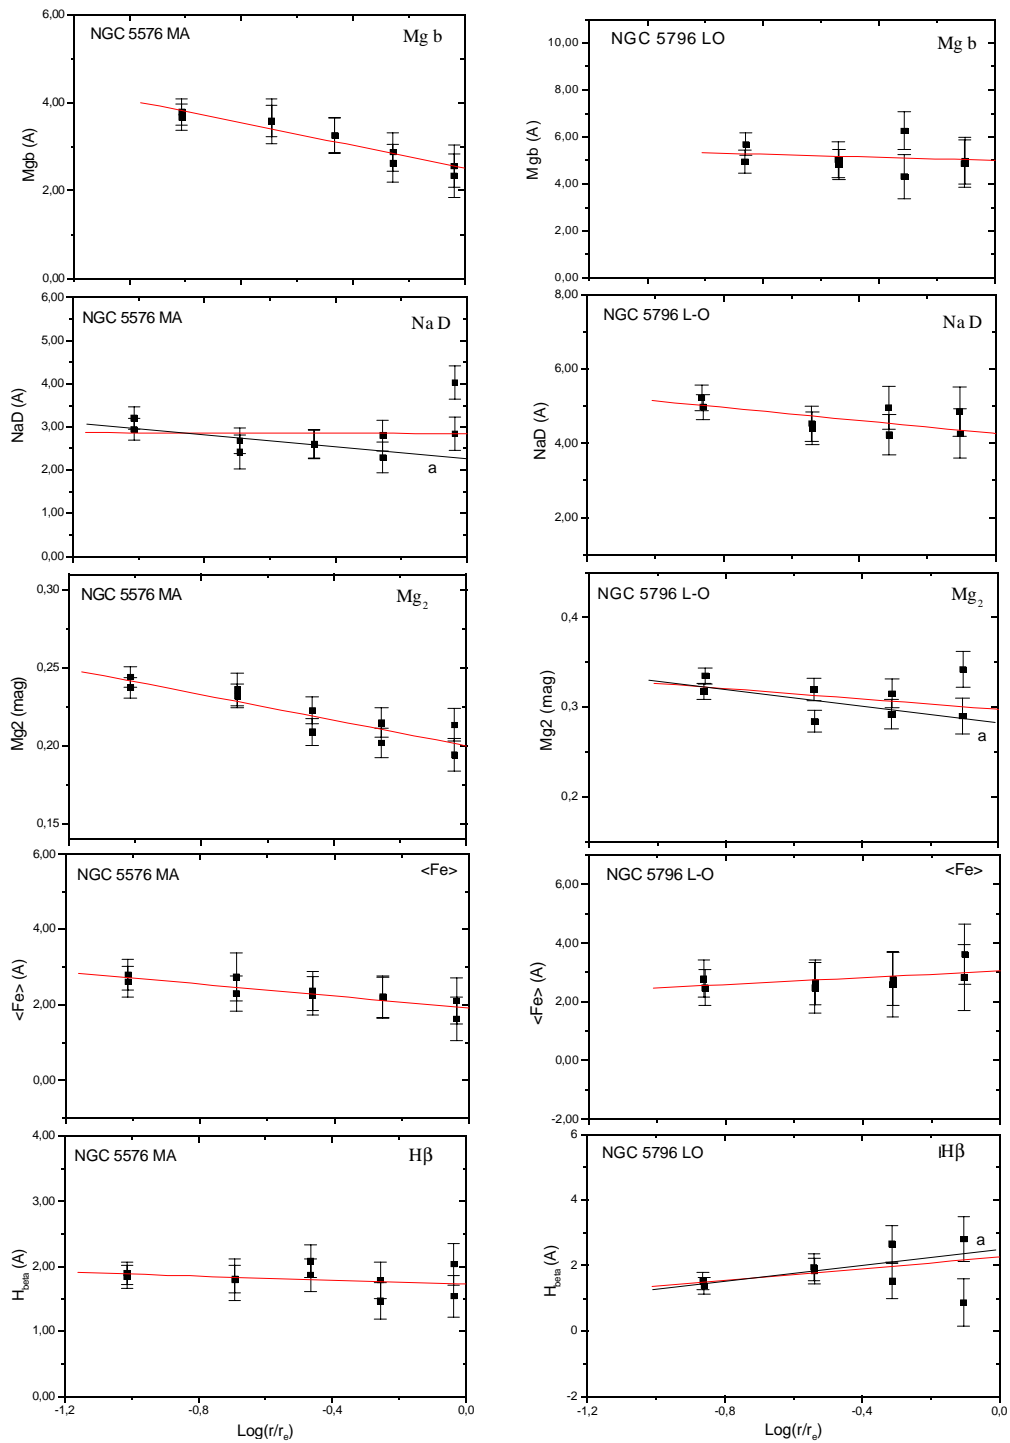 6,00
NGC 5576 MA
Mg b
4,00
Mgb (A)
2,00
0,00
10,00
NGC 5796 LO
Mg b
8,00
6,00
Mgb (A)
4,00
2,00
0,00
6,00
NGC 5576 MA
Na D
5,00
4,00
NaD (A)
3,00
2,00
a
1,00
0,00
8,00
NGC 5796 L-O
Na D
6,00
NaD (A)
4,00
2,00
0,30
NGC 5576 MA
Mg2
0,25
Mg2 (mag)
0,20
0,15
NGC 5796 L-O
Mg2
0,4
Mg2 (mag)
0,3
a
0,2
6,00
NGC 5576 MA
<Fe>
4,00
<Fe> (A)
2,00
0,00
NGC 5796 L-O
<Fe>
6,00
4,00
<Fe> (A)
2,00
0,00
-2,00
4,00
NGC 5576 MA
Hβ
3,00
Hbeta (A)
2,00
1,00
0,00
-1,2
-0,8
-0,4
0,0
Log(r/re)
6
NGC 5796 LO
Hβ
4
a
2
Hbeta (A)
0
-2
-1,2
-0,8
-0,4
0,0
Log(r/re)